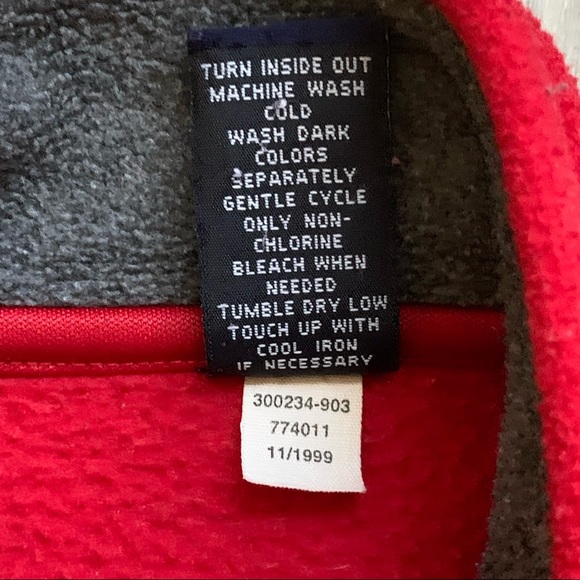 TURN INSIDE OUT
MACHINE WASH
COLD
WASH DARK
COLORS
SEPARATELY
GENTLE CYCLE
ONLY NON-
CHLORINE
BLEACH WHEN
NEEDED
TUMBLE DRY LOW
TOUCH UP WITH
COOL IRON
IF NECESSARY
300234-903
774011
11/1999